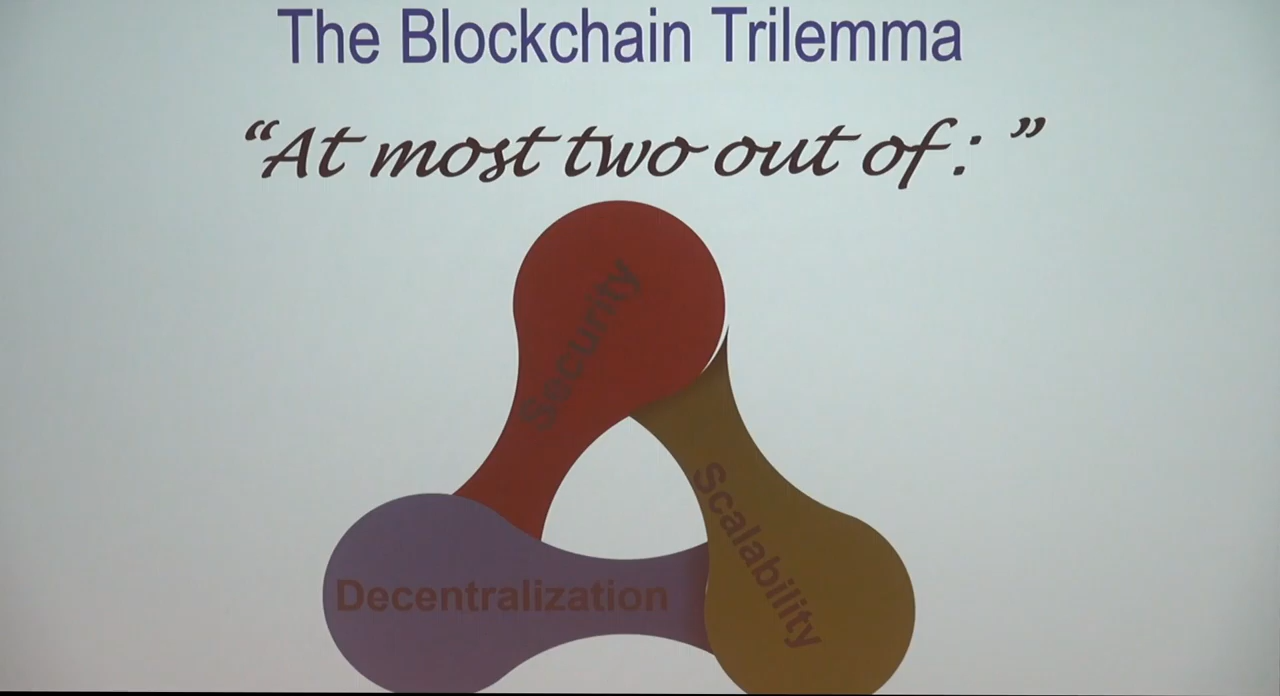 The Blockchain Trilemma
“At most two out of: ”
Security
Scalability
Decentralization